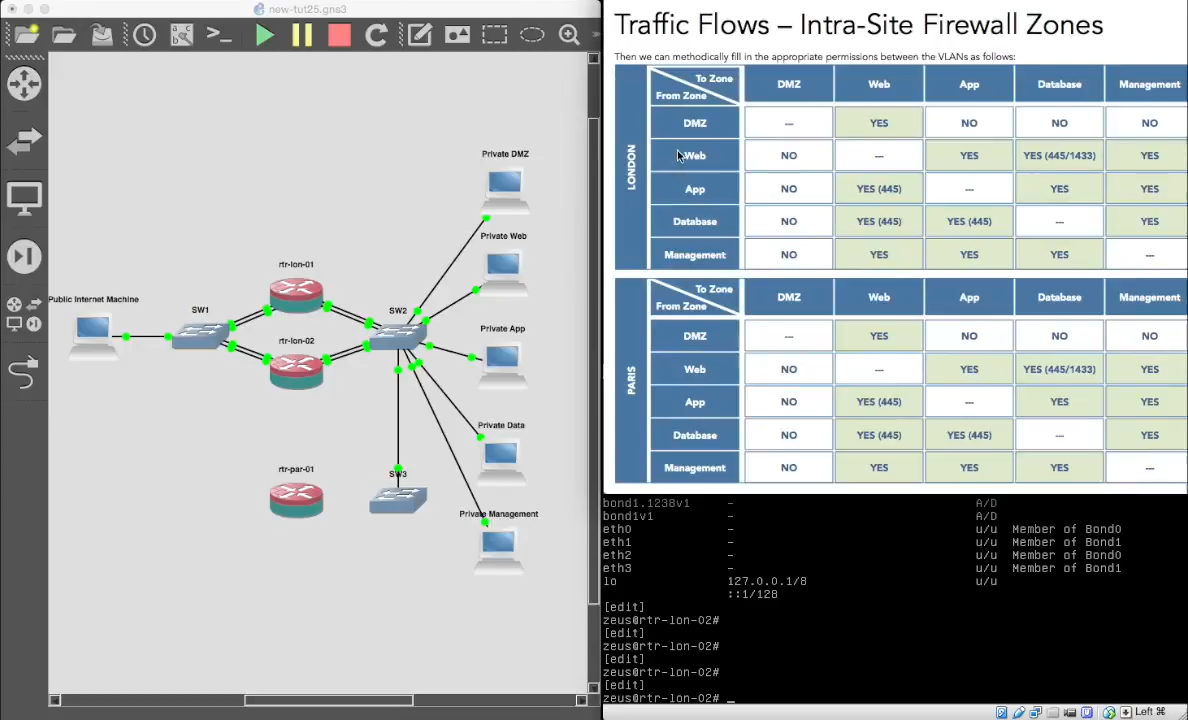 new-tut25.gns3
Private DMZ
Private Web
rtr-lon-01
Public Internet Machine
SW1
SW2
Private App
rtr-lon-02
Private Data
rtr-par-01
SW3
Private Management
Traffic Flows – Intra-Site Firewall Zones
Then we can methodically fill in the appropriate permissions between the VLANs as follows:
LONDON
To Zone
From Zone
DMZ Web App Database Management
DMZ --- YES NO NO NO
Web NO --- YES YES (445/1433) YES
App NO YES (445) --- YES YES
Database NO YES (445) YES (445) --- YES
Management NO YES YES YES ---
PARIS
To Zone
From Zone
DMZ Web App Database Management
DMZ --- YES NO NO NO
Web NO --- YES YES (445/1433) YES
App NO YES (445) --- YES YES
Database NO YES (445) YES (445) --- YES
Management NO YES YES YES ---
bond1.1238v1 - A/D
bond1v1 - A/D
eth0 - u/u Member of Bond0
eth1 - u/u Member of Bond1
eth2 - u/u Member of Bond0
eth3 - u/u Member of Bond1
lo 127.0.0.1/8 u/u
::1/128
[edit]
zeus@rtr-lon-02#
[edit]
zeus@rtr-lon-02#
[edit]
zeus@rtr-lon-02#
[edit]
zeus@rtr-lon-02# _
Left ⌘